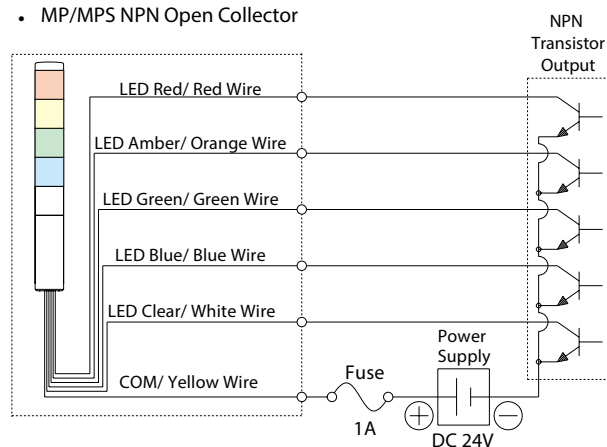 • MP/MPS NPN Open Collector
NPN
Transistor
Output
LED Red/ Red Wire
LED Amber/ Orange Wire
LED Green/ Green Wire
LED Blue/ Blue Wire
LED Clear/ White Wire
COM/ Yellow Wire
Fuse
1A
Power
Supply
+
−
DC 24V